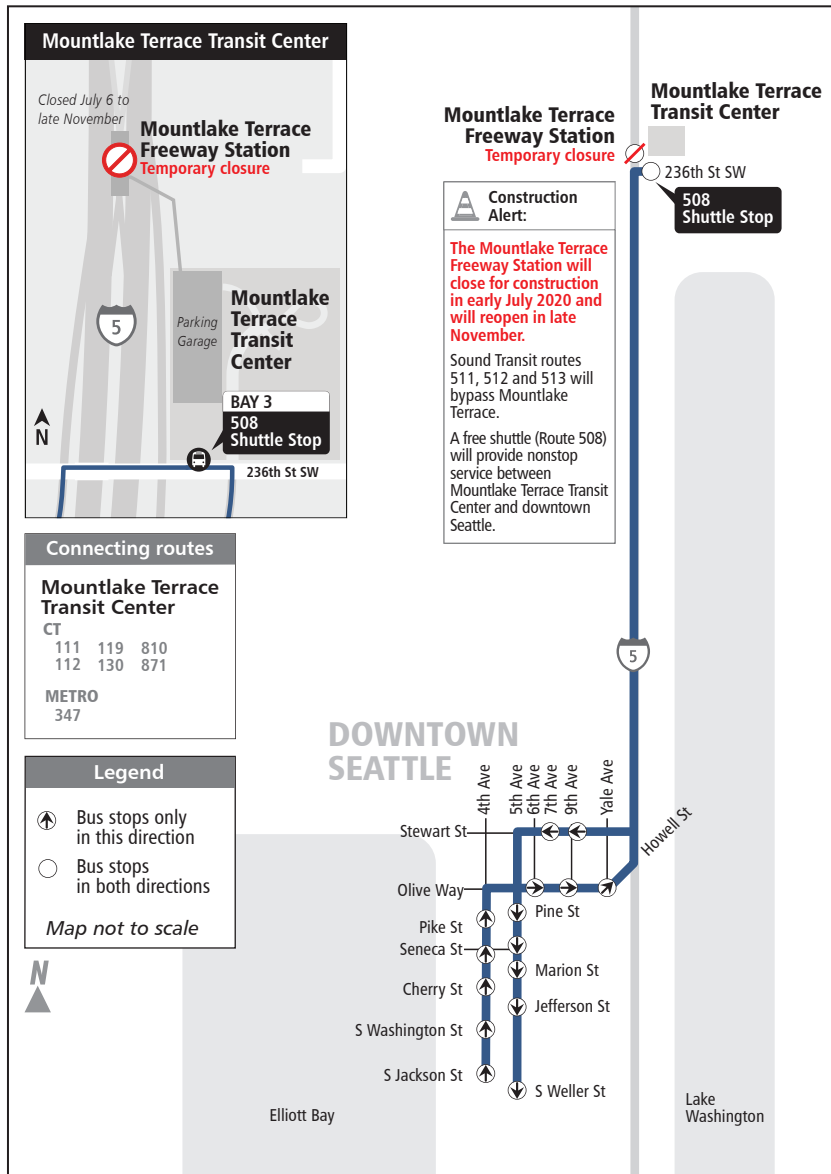 Mountlake Terrace Transit Center
Closed July 6 to
late November
Mountlake Terrace
Freeway Station
Temporary closure
5
Parking
Garage
Mountlake
Terrace
Transit
Center
BAY 3
508
Shuttle Stop
N
236th St SW
Connecting routes
Mountlake Terrace
Transit Center
CT
111 119 810
112 130 871
METRO
347
Legend
Bus stops only
in this direction
Bus stops
in both directions
Map not to scale
N
Mountlake Terrace
Freeway Station
Temporary closure
Mountlake Terrace
Transit Center
236th St SW
508
Shuttle Stop
Construction
Alert:
The Mountlake Terrace
Freeway Station will
close for construction
in early July 2020 and
will reopen in late
November.
Sound Transit routes
511, 512 and 513 will
bypass Mountlake
Terrace.
A free shuttle (Route 508)
will provide nonstop
service between
Mountlake Terrace Transit
Center and downtown
Seattle.
5
DOWNTOWN
SEATTLE
4th Ave
5th Ave
6th Ave
7th Ave
9th Ave
Yale Ave
Stewart St
Howell St
Olive Way
Pine St
Pike St
Seneca St
Marion St
Cherry St
Jefferson St
S Washington St
S Jackson St
S Weller St
Elliott Bay
Lake
Washington